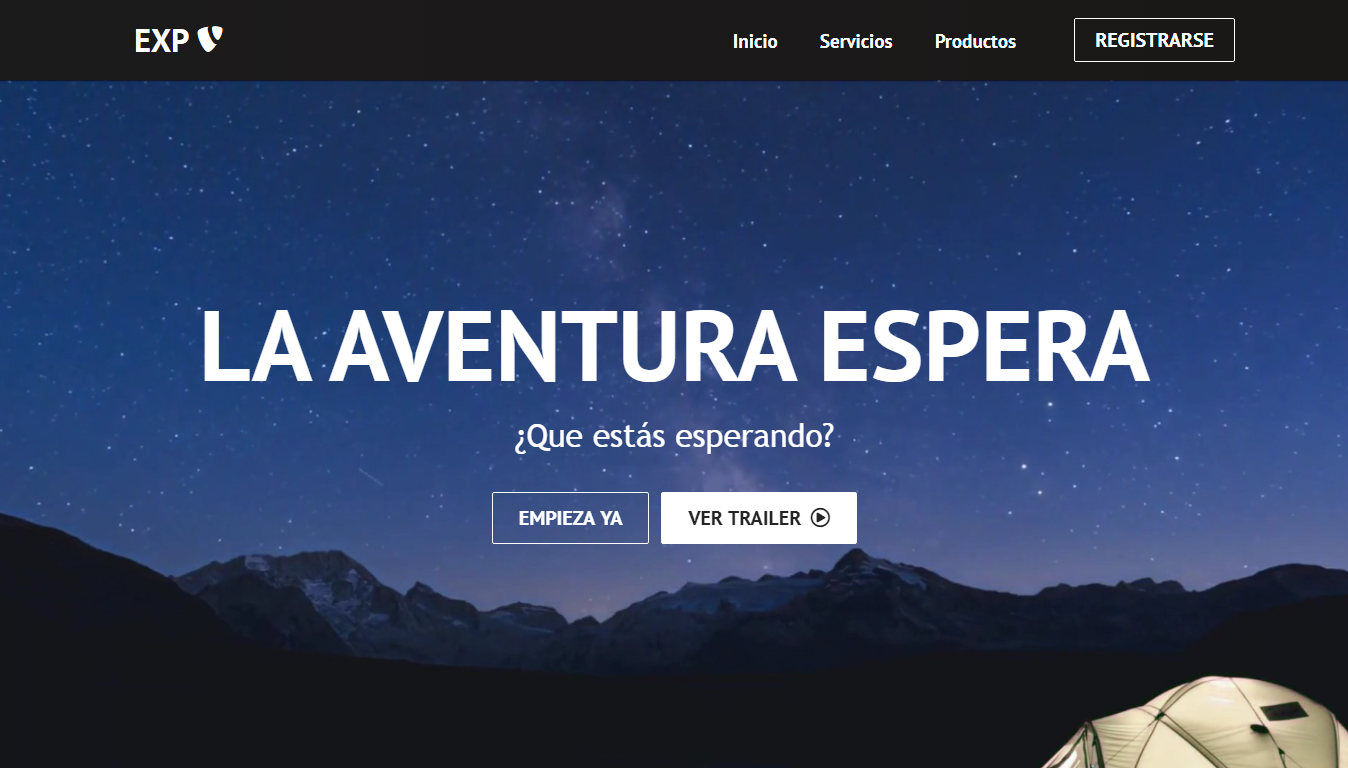 EXP
Inicio Servicios Productos REGISTRARSE
LA AVENTURA ESPERA
¿Que estás esperando?
EMPIEZA YA VER TRAILER